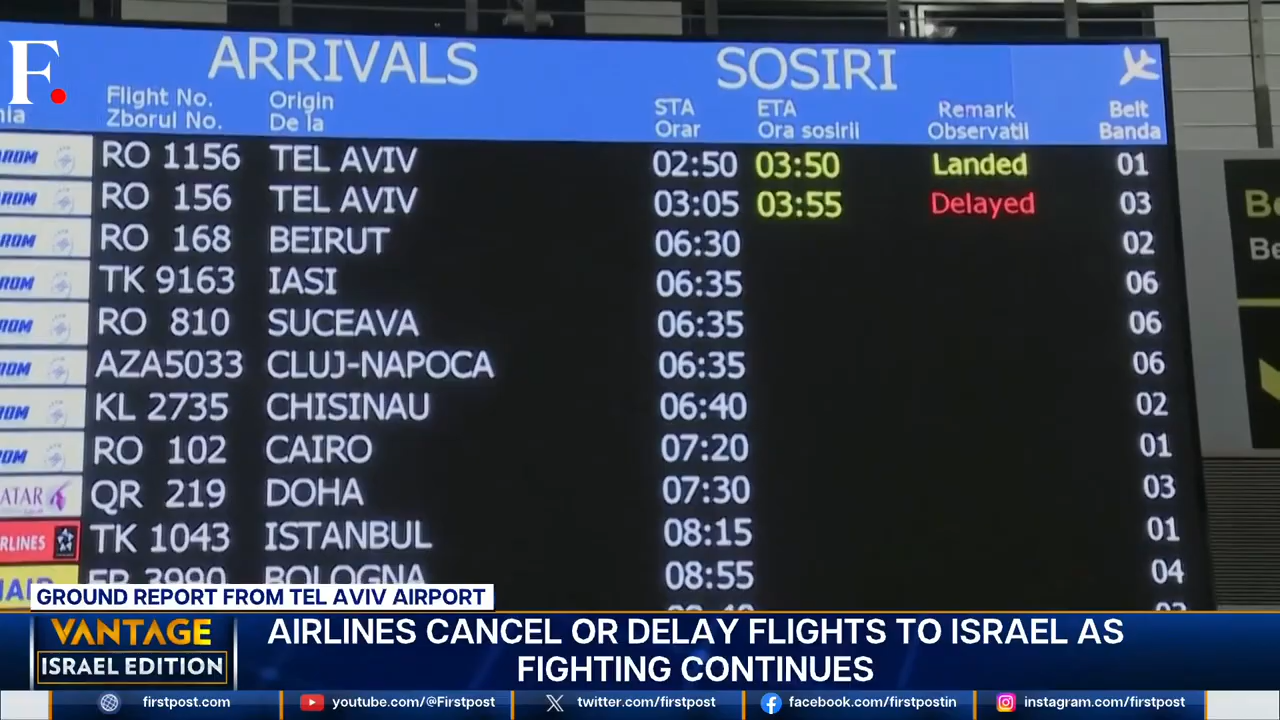 F.
ARRIVALS SOSIRI
Flight No. Origin STA ETA Remark Belt
Zborul No. De la Orar Ora sosirii Observatii Banda
RO 1156 TEL AVIV 02:50 03:50 Landed 01
RO 156 TEL AVIV 03:05 03:55 Delayed 03
RO 168 BEIRUT 06:30 02
TK 9163 IASI 06:35 06
RO 810 SUCEAVA 06:35 06
AZA5033 CLUJ-NAPOCA 06:35 06
KL 2735 CHISINAU 06:40 02
RO 102 CAIRO 07:20 01
QR 219 DOHA 07:30 03
TK 1043 ISTANBUL 08:15 01
FR 3990 BOLOGNA 08:55 04
GROUND REPORT FROM TEL AVIV AIRPORT
VANTAGE
ISRAEL EDITION
AIRLINES CANCEL OR DELAY FLIGHTS TO ISRAEL AS
FIGHTING CONTINUES
firstpost.com youtube.com/@Firstpost twitter.com/firstpost facebook.com/firstpostin instagram.com/firstpost